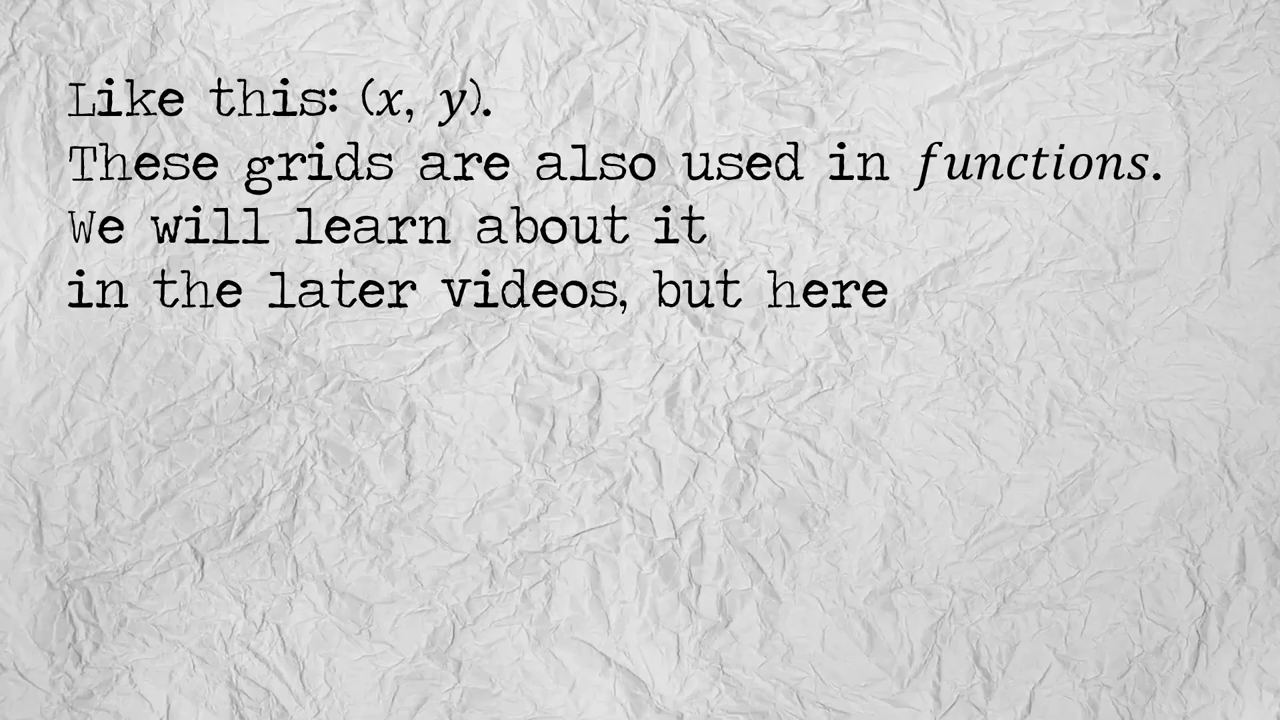 Like this: (x, y).
These grids are also used in functions.
We will learn about it
in the later videos, but here